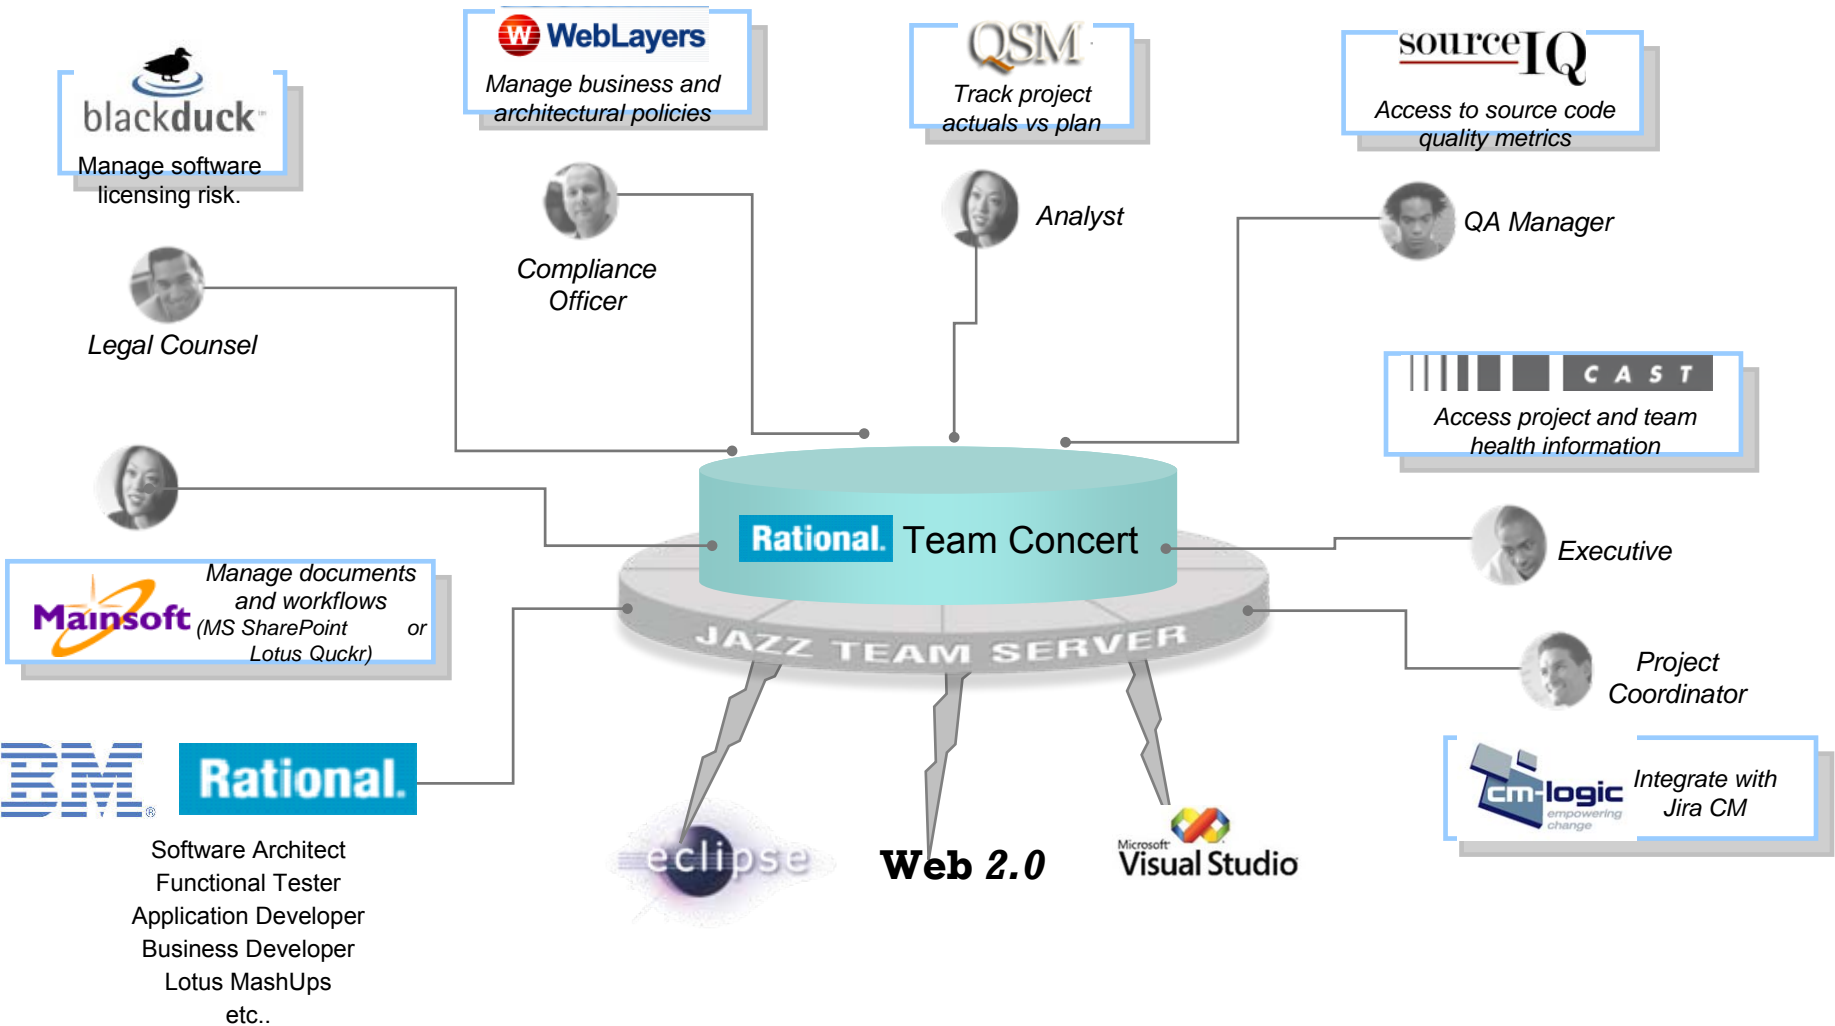 blackduck™
Manage software
licensing risk.
Legal Counsel
W WebLayers
Manage business and
architectural policies
Compliance
Officer
QSM
Track project
actuals vs plan
Analyst
sourceIQ
Access to source code
quality metrics
QA Manager
CAST
Access project and team
health information
Executive
Rational. Team Concert
JAZZ TEAM SERVER
Mainsoft
Manage documents
and workflows
(MS SharePoint or
Lotus Quckr)
Project
Coordinator
cm-logic
empowering
change
Integrate with
Jira CM
IBM®
Rational.
Software Architect
Functional Tester
Application Developer
Business Developer
Lotus MashUps
etc..
eclipse
Web 2.0
Microsoft
Visual Studio